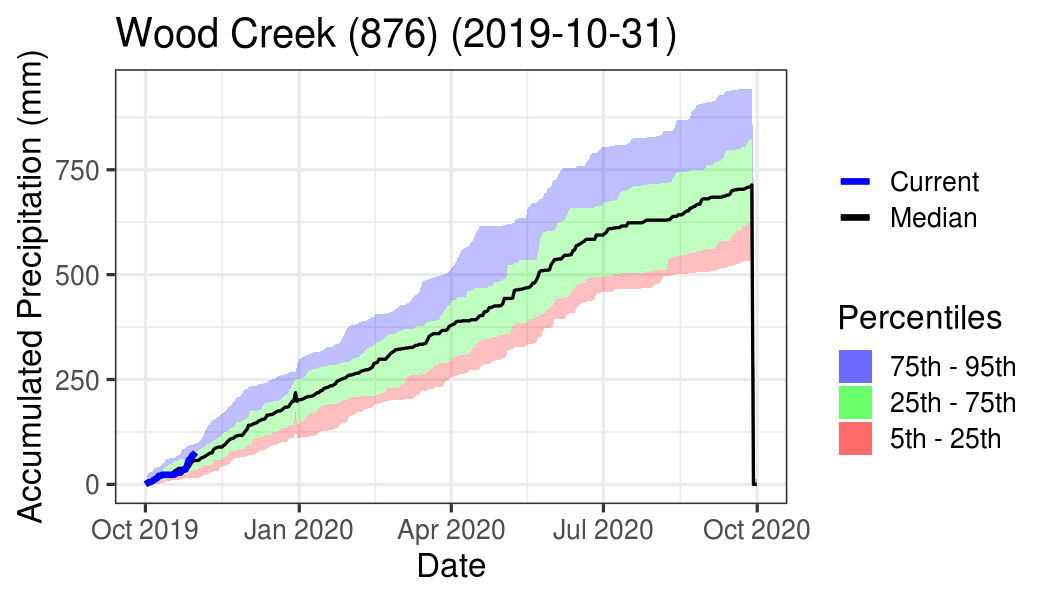 Wood Creek (876) (2019-10-31)
Accumulated Precipitation (mm)
750
500
250
0
Oct 2019
Jan 2020
Apr 2020
Jul 2020
Oct 2020
Date
Current
Median
Percentiles
75th - 95th
25th - 75th
5th - 25th